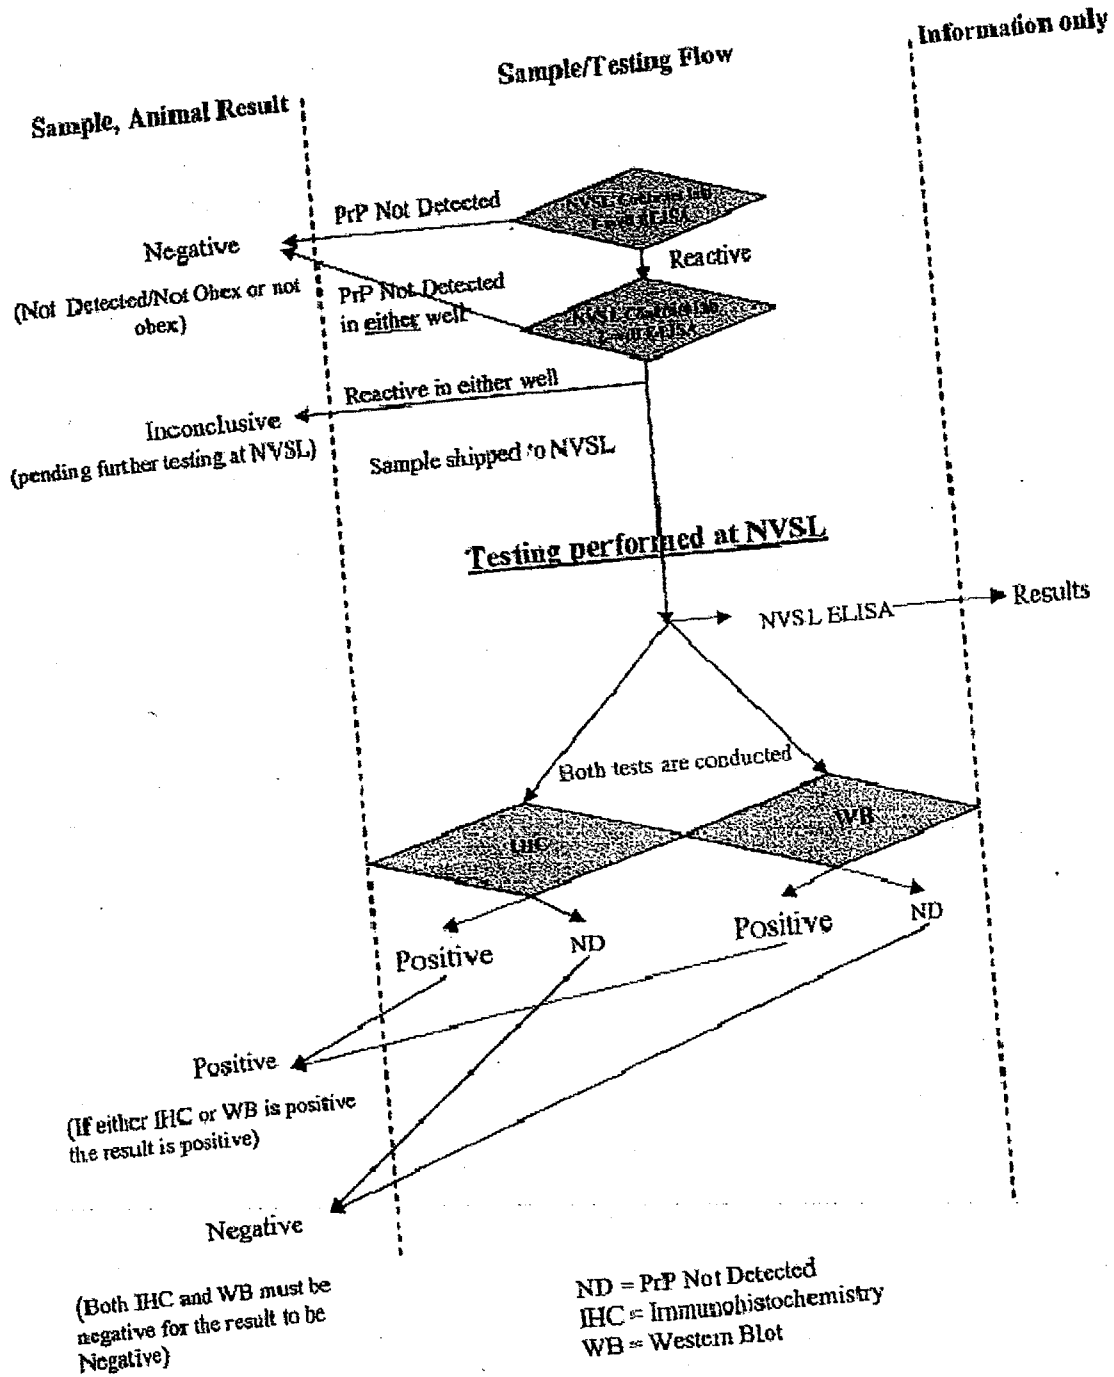 Information only
Sample/Testing Flow
Sample, Animal Result
PrP Not Detected
Negative
Reactive
(Not Detected/Not Obex or not
obex)
PrP Not Detected
in either well
ELISA
Reactive in either well
Inconclusive
(pending further testing at NVSL)
Sample shipped to NVSL
Testing performed at NVSL
NVSL ELISA
Results
Both tests are conducted
IHC
WB
Positive
ND
Positive
ND
Positive
(If either IHC or WB is positive
the result is positive)
Negative
(Both IHC and WB must be
negative for the result to be
Negative)
ND = PrP Not Detected
IHC = Immunohistochemistry
WB = Western Blot